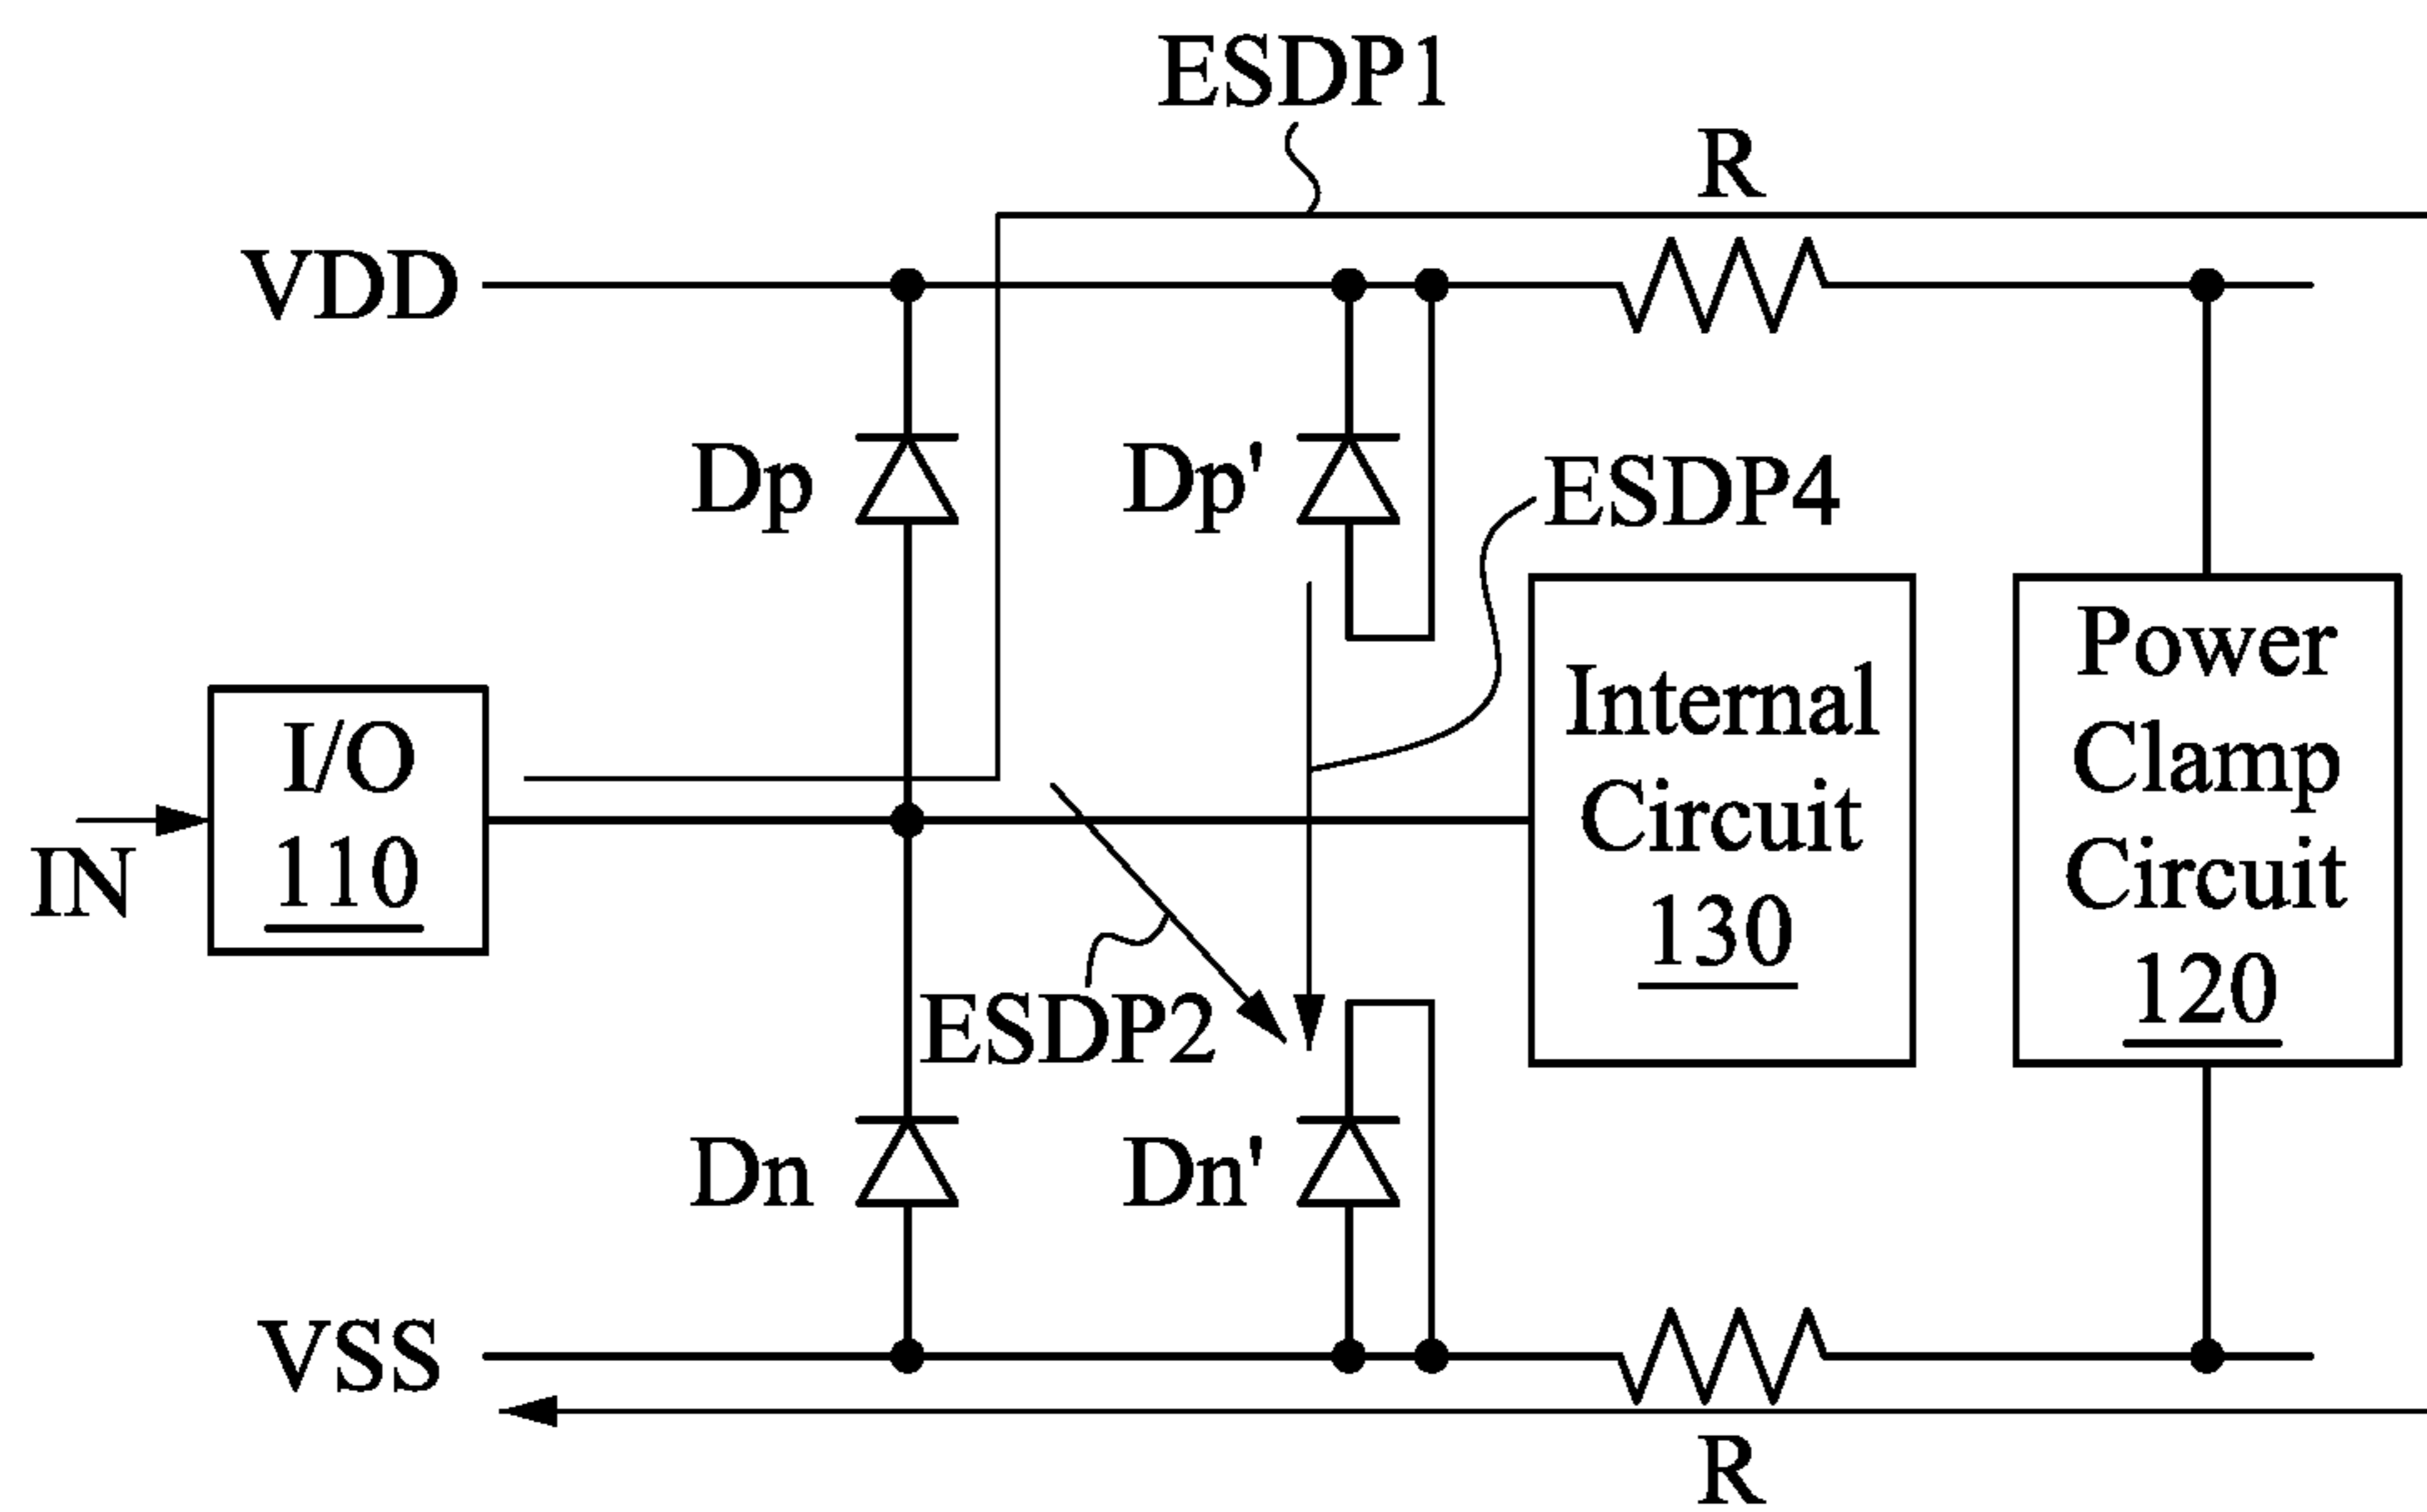 ESDP1
R
VDD
Dp
Dp'
ESDP4
I/O
110
IN
Internal
Circuit
130
Power
Clamp
Circuit
120
ESDP2
Dn
Dn'
VSS
R